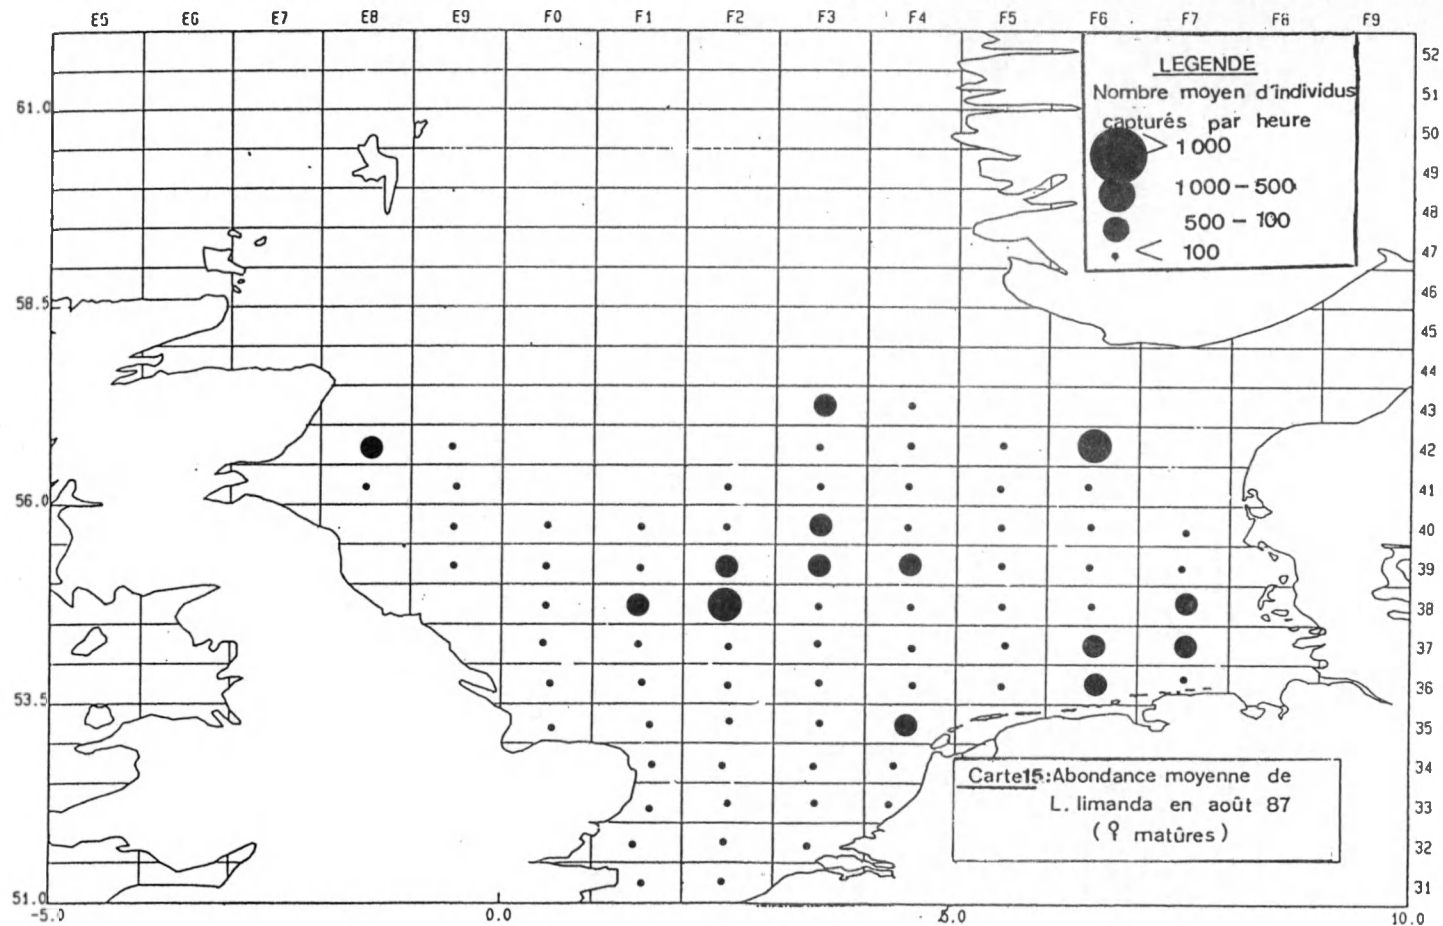 E5 E6 E7 E8 E9 F0 F1 F2 F3 F4 F5 F6 F7 F8 F9
LEGENDE
Nombre moyen d'individus
capturés par heure
> 1000
1000 - 500
500 - 100
< 100
52
51
50
49
48
47
46
45
44
43
42
41
40
39
38
37
36
35
34
33
32
31
61.0
58.5
56.0
53.5
51.0
-5.0 0.0 5.0 10.0
Carte15:Abondance moyenne de
L. limanda en août 87
(♀ matûres)